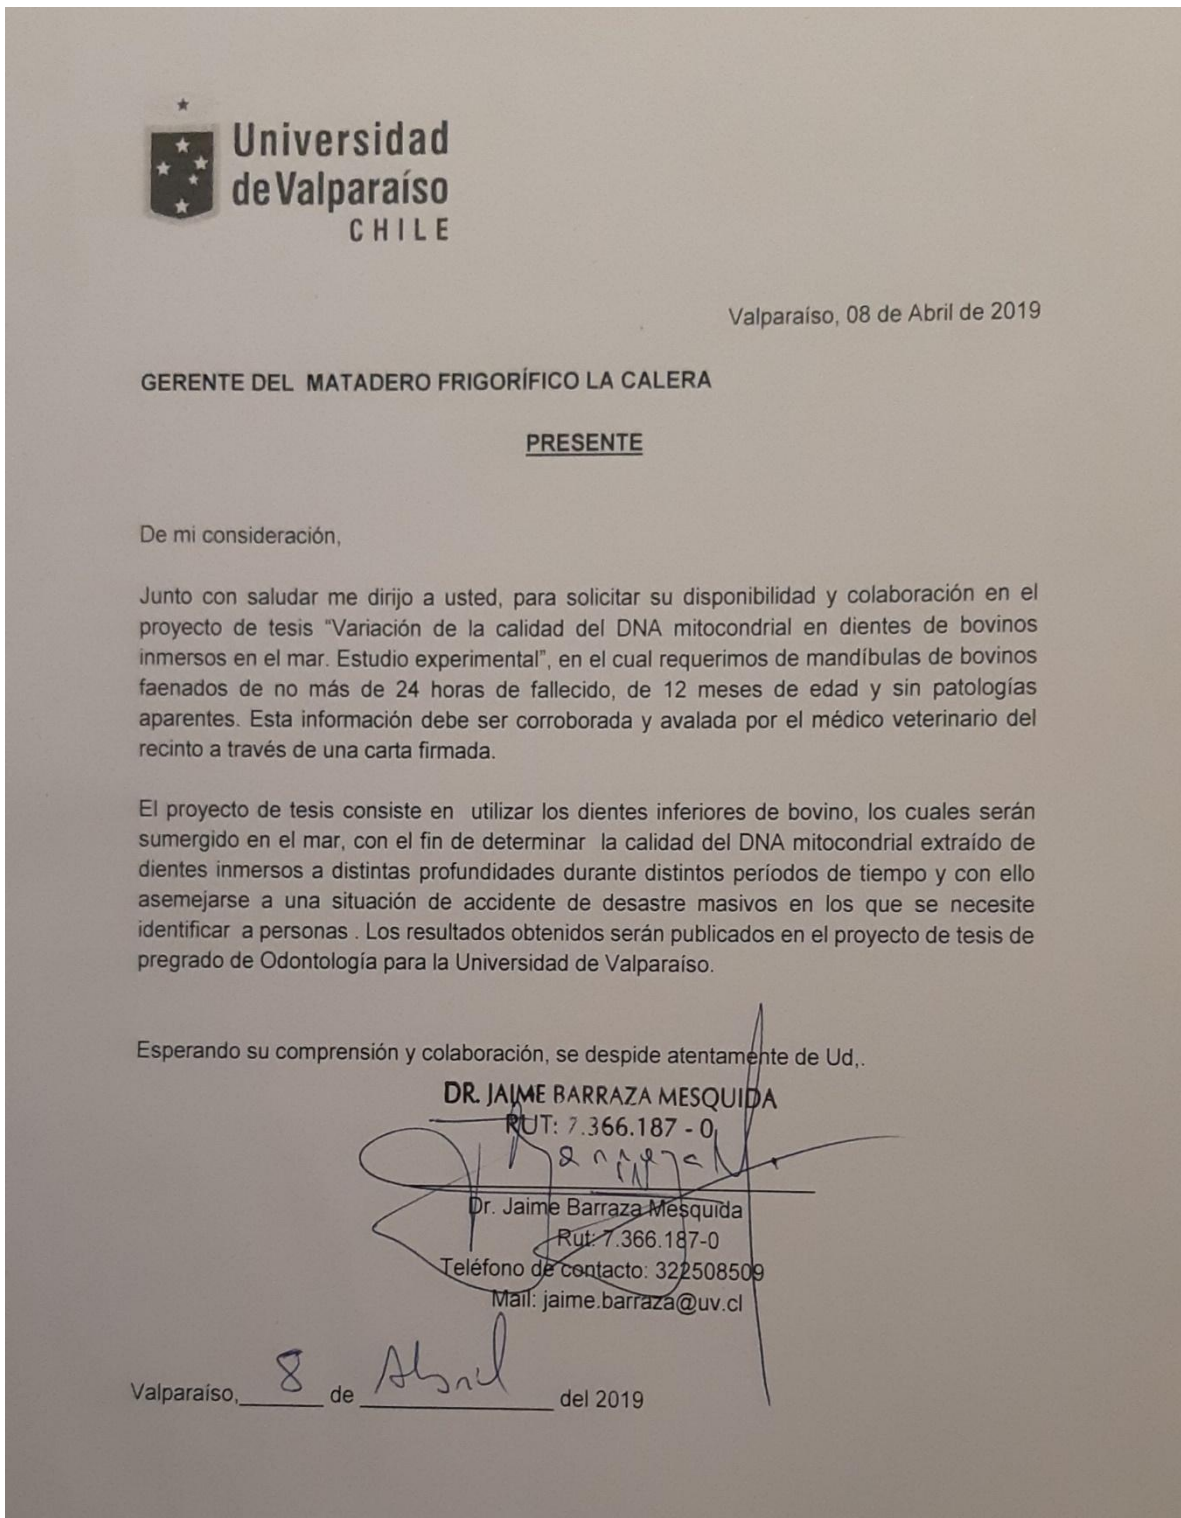 Universidad
de Valparaíso
CHILE
Valparaíso, 08 de Abril de 2019
GERENTE DEL MATADERO FRIGORÍFICO LA CALERA
PRESENTE
De mi consideración,
Junto con saludar me dirijo a usted, para solicitar su disponibilidad y colaboración en el
proyecto de tesis “Variación de la calidad del DNA mitocondrial en dientes de bovinos
inmersos en el mar. Estudio experimental”, en el cual requerimos de mandíbulas de bovinos
faenados de no más de 24 horas de fallecido, de 12 meses de edad y sin patologías
aparentes. Esta información debe ser corroborada y avalada por el médico veterinario del
recinto a través de una carta firmada.
El proyecto de tesis consiste en utilizar los dientes inferiores de bovino, los cuales serán
sumergido en el mar, con el fin de determinar la calidad del DNA mitocondrial extraído de
dientes inmersos a distintas profundidades durante distintos períodos de tiempo y con ello
asemejarse a una situación de accidente de desastre masivos en los que se necesite
identificar a personas . Los resultados obtenidos serán publicados en el proyecto de tesis de
pregrado de Odontología para la Universidad de Valparaíso.
Esperando su comprensión y colaboración, se despide atentamente de Ud,.
DR. JAIME BARRAZA MESQUIDA
RUT: 7.366.187 - 0
Dr. Jaime Barraza Mesquida
Rut: 7.366.187-0
Teléfono de contacto: 322508509
Mail: jaime.barraza@uv.cl
Valparaíso, 8 de Abril del 2019